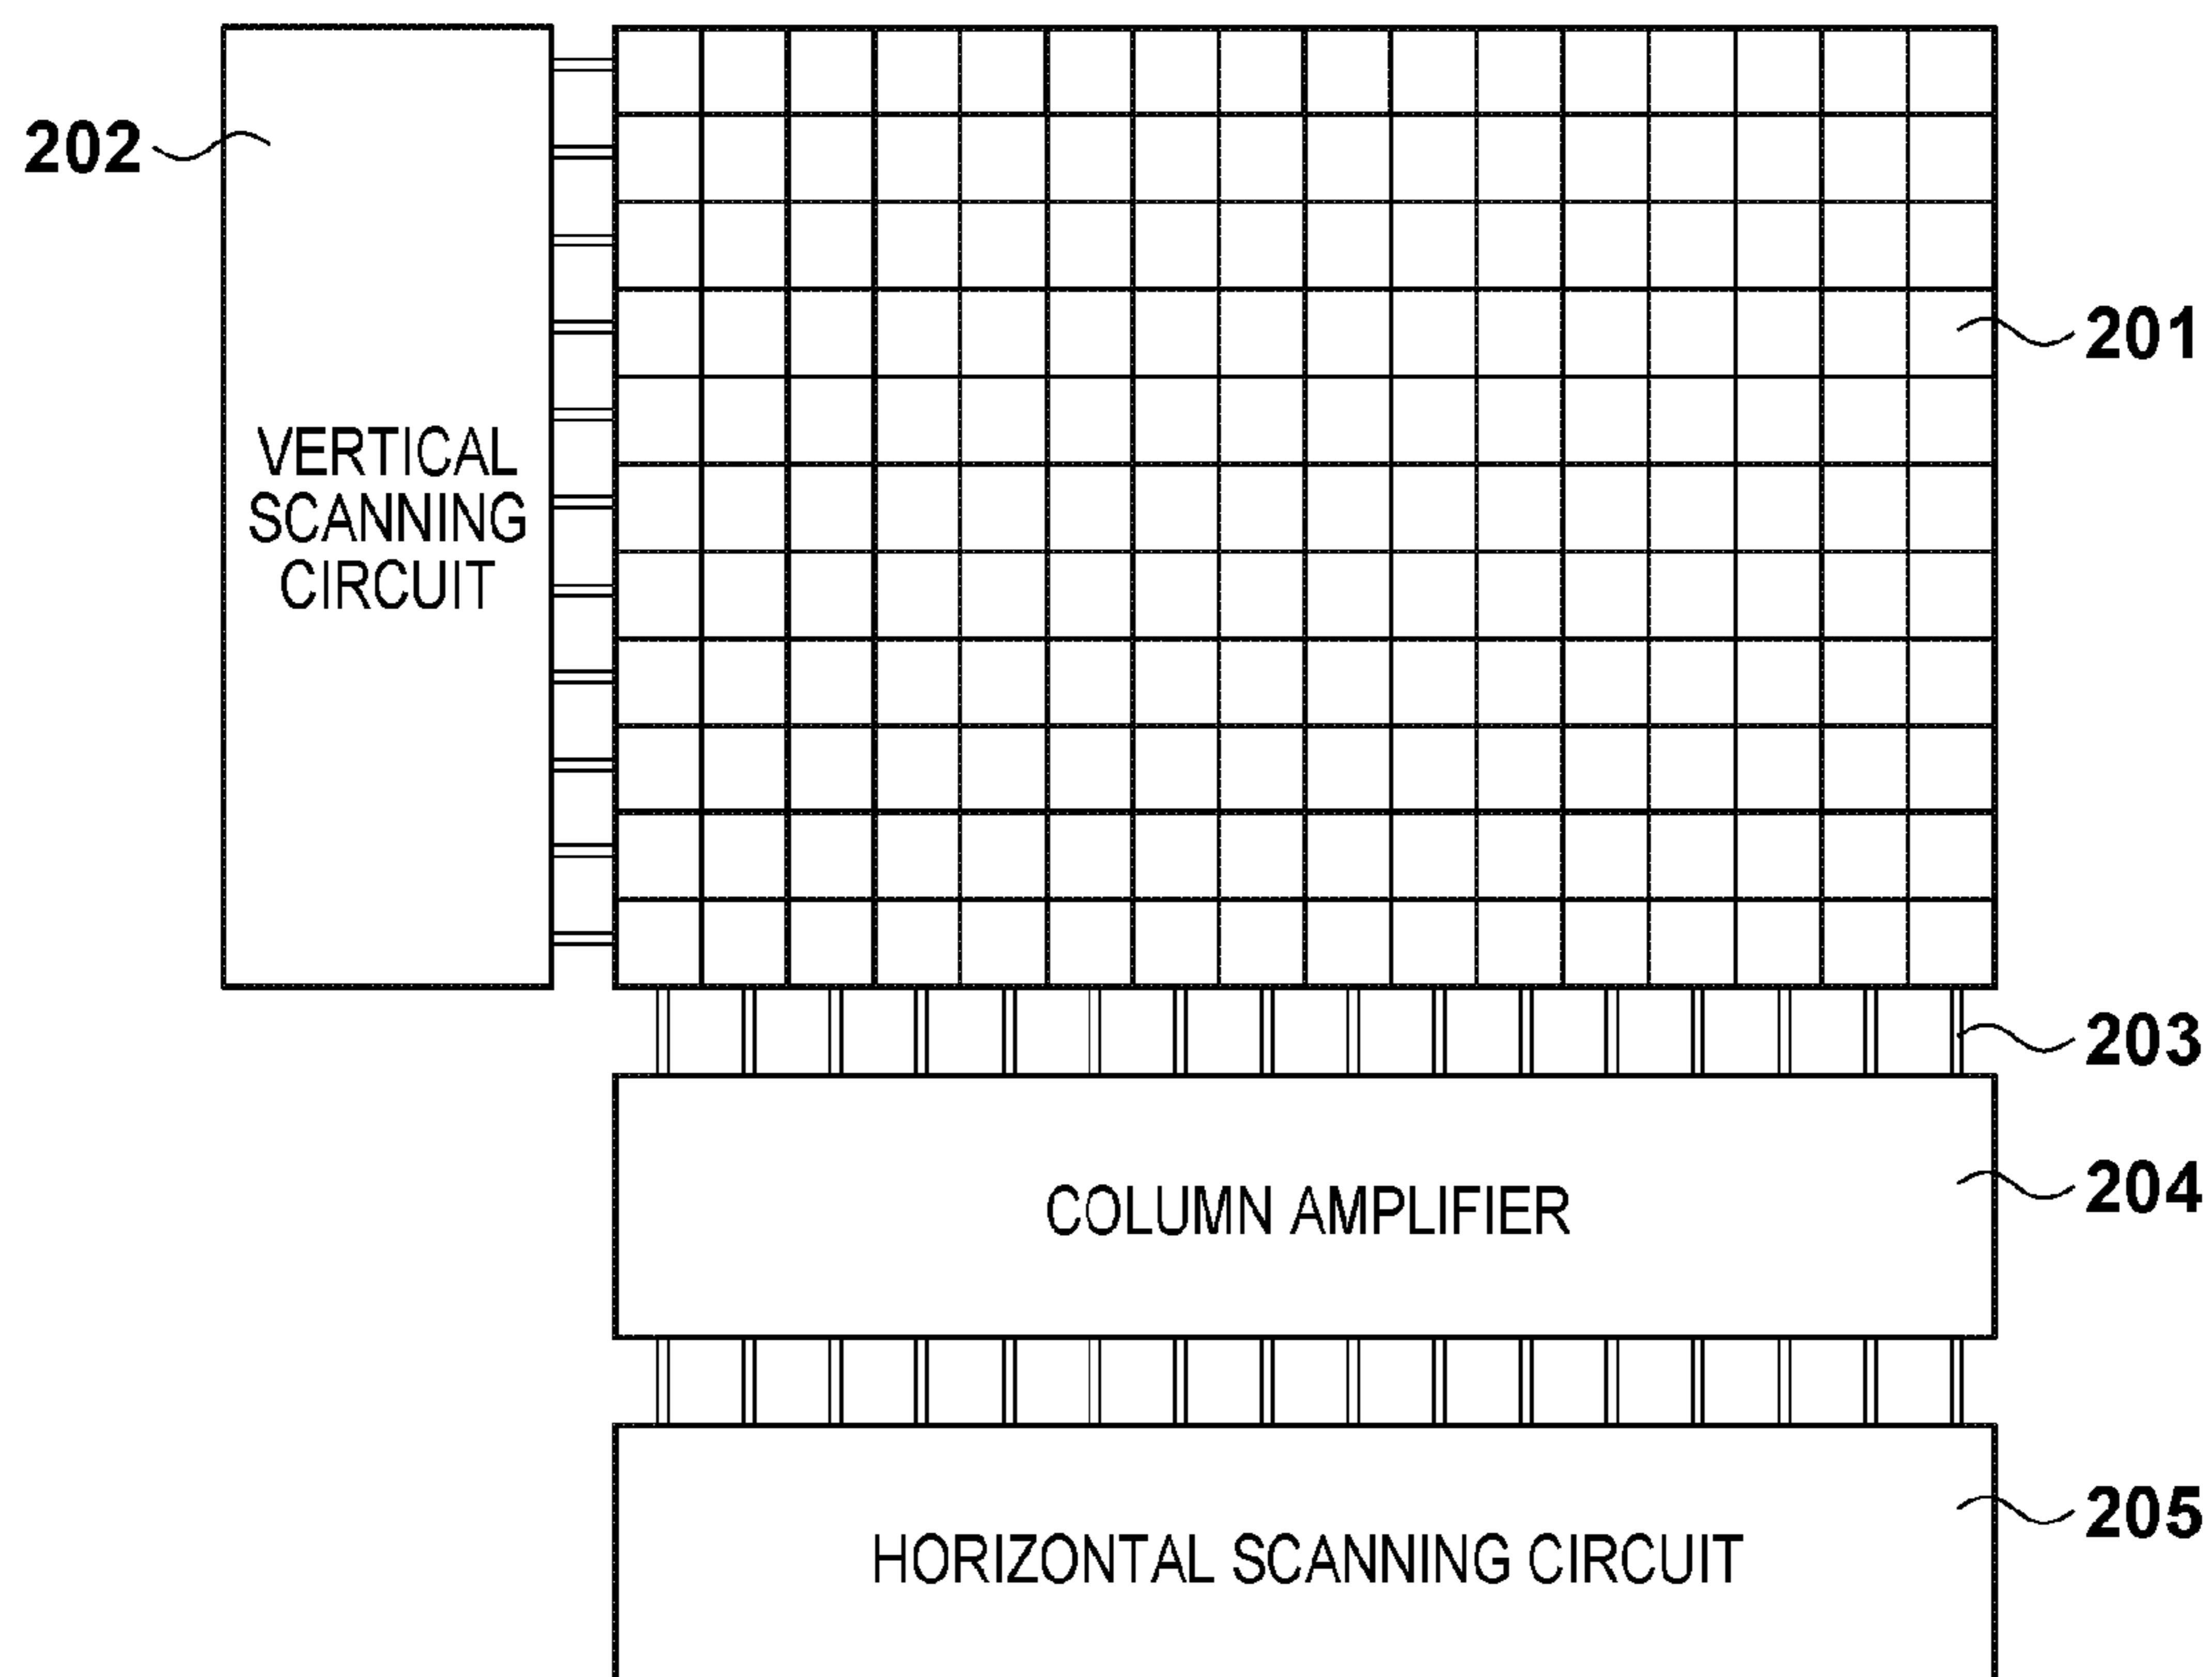 202
201
VERTICAL
SCANNING
CIRCUIT
203
204
COLUMN AMPLIFIER
205
HORIZONTAL SCANNING CIRCUIT